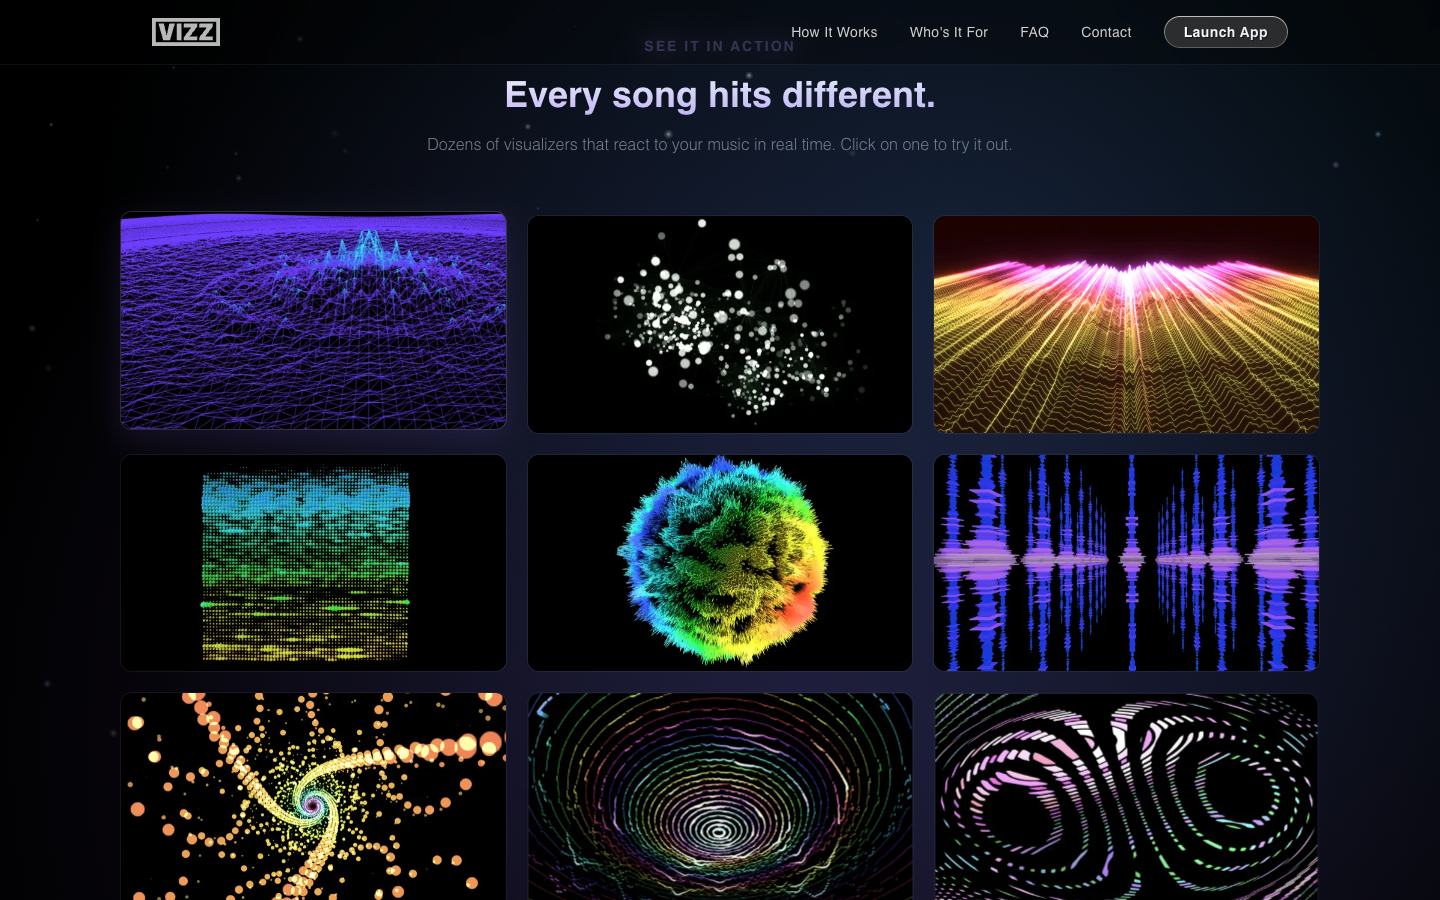 VIZZ
How It Works
Who's It For
FAQ
Contact
Launch App
SEE IT IN ACTION
Every song hits different.
Dozens of visualizers that react to your music in real time. Click on one to try it out.